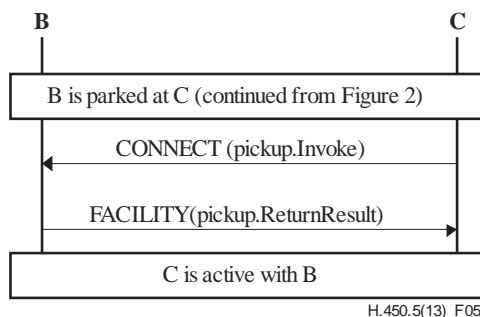 B C
B is parked at C (continued from Figure 2)
CONNECT (pickup.Invoke)
FACILITY(pickup.ReturnResult)
C is active with B
H.450.5(13)_F05